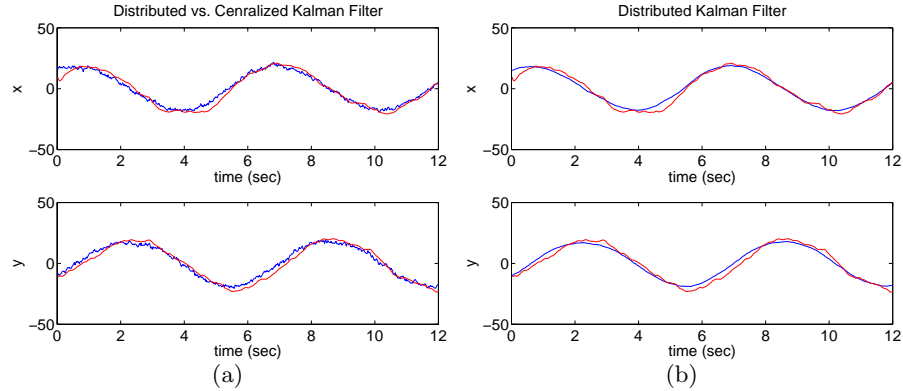 Distributed vs. Cenralized Kalman Filter
50
0
−50
x
0 2 4 6 8 10 12
time (sec)
50
0
−50
y
0 2 4 6 8 10 12
time (sec)
(a)
Distributed Kalman Filter
50
0
−50
x
0 2 4 6 8 10 12
time (sec)
50
0
−50
y
0 2 4 6 8 10 12
time (sec)
(b)